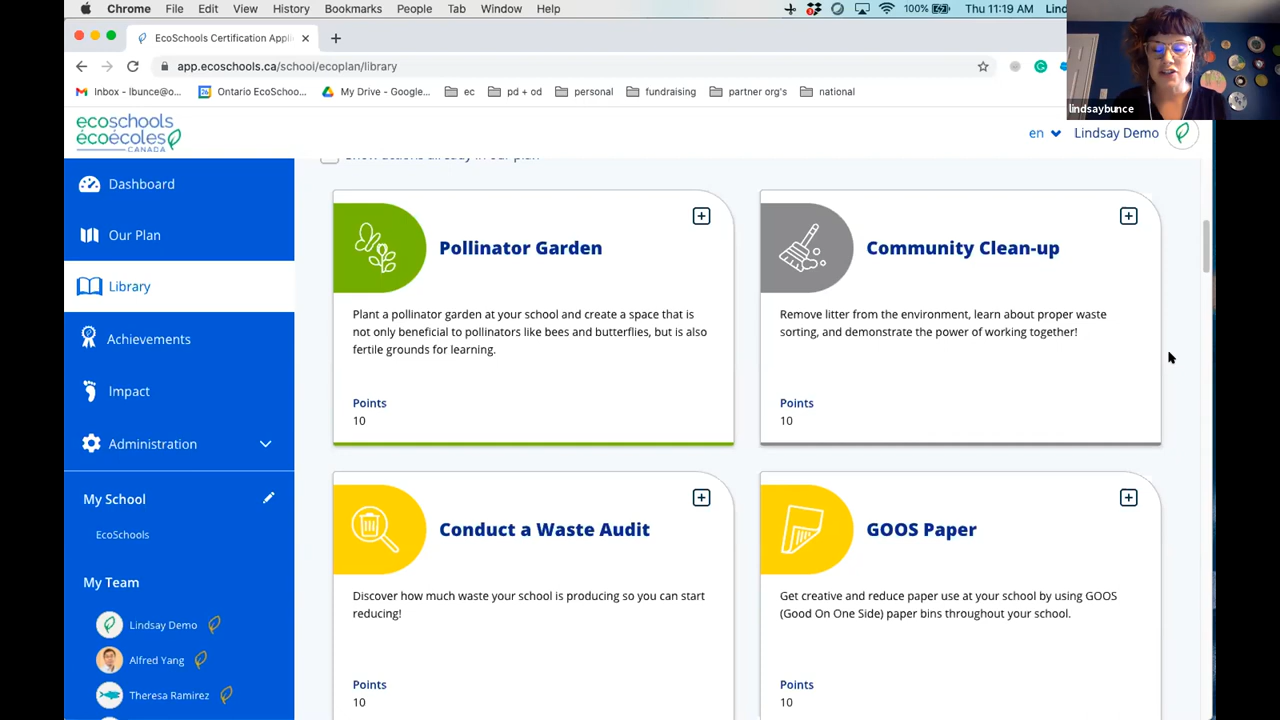 Chrome File Edit View History Bookmarks People Tab Window Help 100% Thu 11:19 AM Lind
EcoSchools Certification Appli
app.ecoschools.ca/school/ecoplan/library
Inbox - lbunce@o... Ontario EcoSchoo... My Drive - Google... ec pd + od personal fundraising partner org's national
lindsaybunce
ecoschools
écoécoles
CANADA
en Lindsay Demo
Dashboard
Our Plan
Library
Achievements
Impact
Administration
My School
EcoSchools
My Team
Lindsay Demo
Alfred Yang
Theresa Ramirez
Show actions already in our plan
Pollinator Garden
Plant a pollinator garden at your school and create a space that is
not only beneficial to pollinators like bees and butterflies, but is also
fertile grounds for learning.
Points
10
Community Clean-up
Remove litter from the environment, learn about proper waste
sorting, and demonstrate the power of working together!
Points
10
Conduct a Waste Audit
Discover how much waste your school is producing so you can start
reducing!
Points
10
GOOS Paper
Get creative and reduce paper use at your school by using GOOS
(Good On One Side) paper bins throughout your school.
Points
10